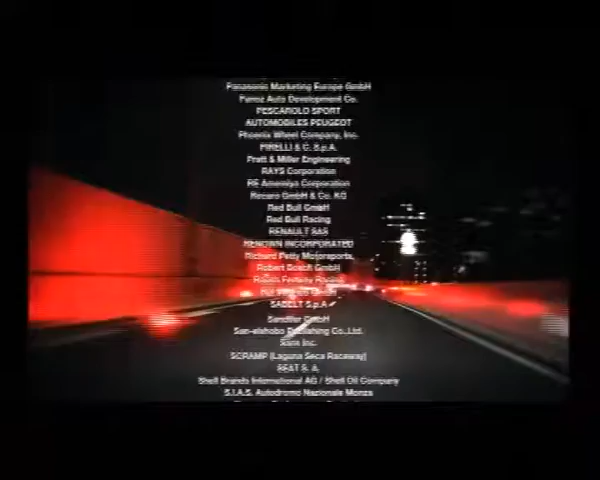 Panasonic Marketing Europe GmbH
Auto Development Co.
PESCAROLO SPORT
AUTOMOBILES PEUGEOT
Phoenix Wheel Company, Inc.
PIRELLI & C. S.p.A.
Pratt & Miller Engineering
RAYS Corporation
RE Amemiya Corporation
Recaro GmbH & Co. KG
Red Bull GmbH
Red Bull Racing
RENAULT SAS
RENOWN INCORPORATED
Richard Petty Motorsports
Robert Bosch GmbH
Racing
SABELT S.p.A
Sandtler GmbH
San-eishobo Publishing Co.,Ltd.
Inc.
SCRAMP (Laguna Seca Raceway)
SEAT S. A.
Shell Brands International AG / Shell Oil Company
S.I.A.S. Autodromo Nazionale Monza